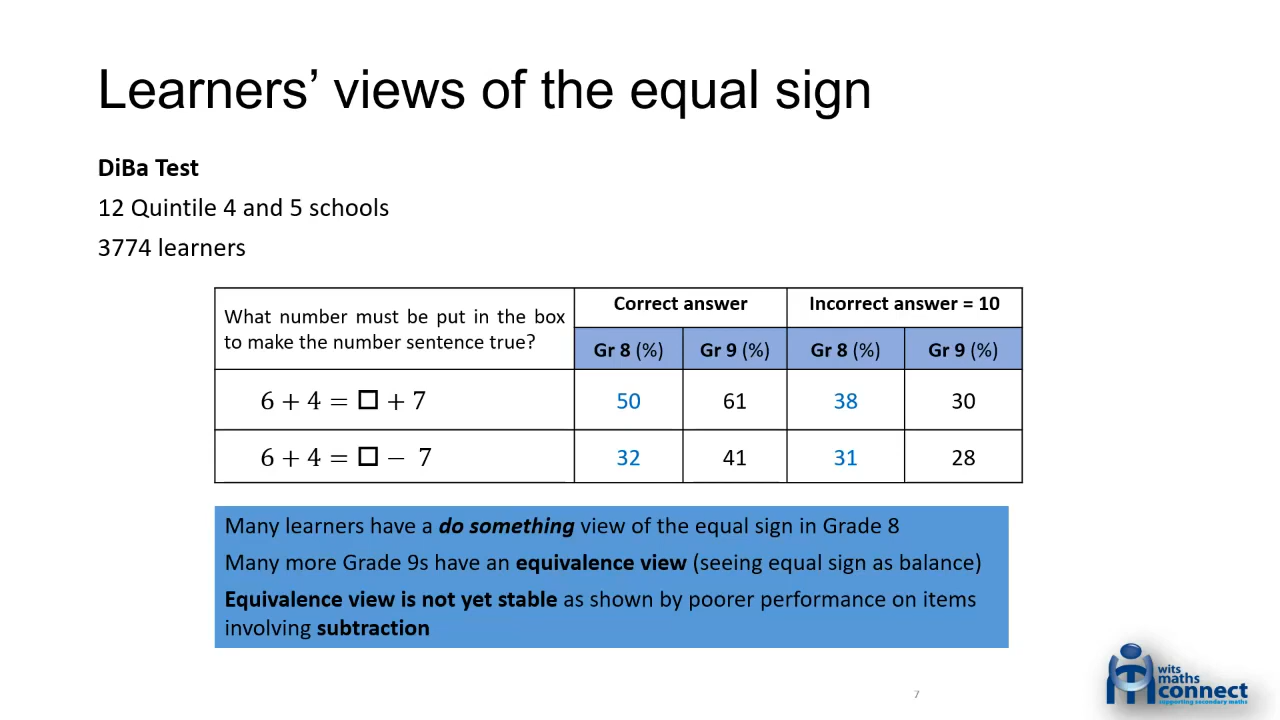 Learners’ views of the equal sign
DiBa Test
12 Quintile 4 and 5 schools
3774 learners
What number must be put in the box
to make the number sentence true?
Correct answer
Incorrect answer = 10
Gr 8 (%)
Gr 9 (%)
Gr 8 (%)
Gr 9 (%)
6 + 4 = □ + 7
50
61
38
30
6 + 4 = □ − 7
32
41
31
28
Many learners have a do something view of the equal sign in Grade 8
Many more Grade 9s have an equivalence view (seeing equal sign as balance)
Equivalence view is not yet stable as shown by poorer performance on items
involving subtraction
7
wits
maths
connect
supporting secondary maths